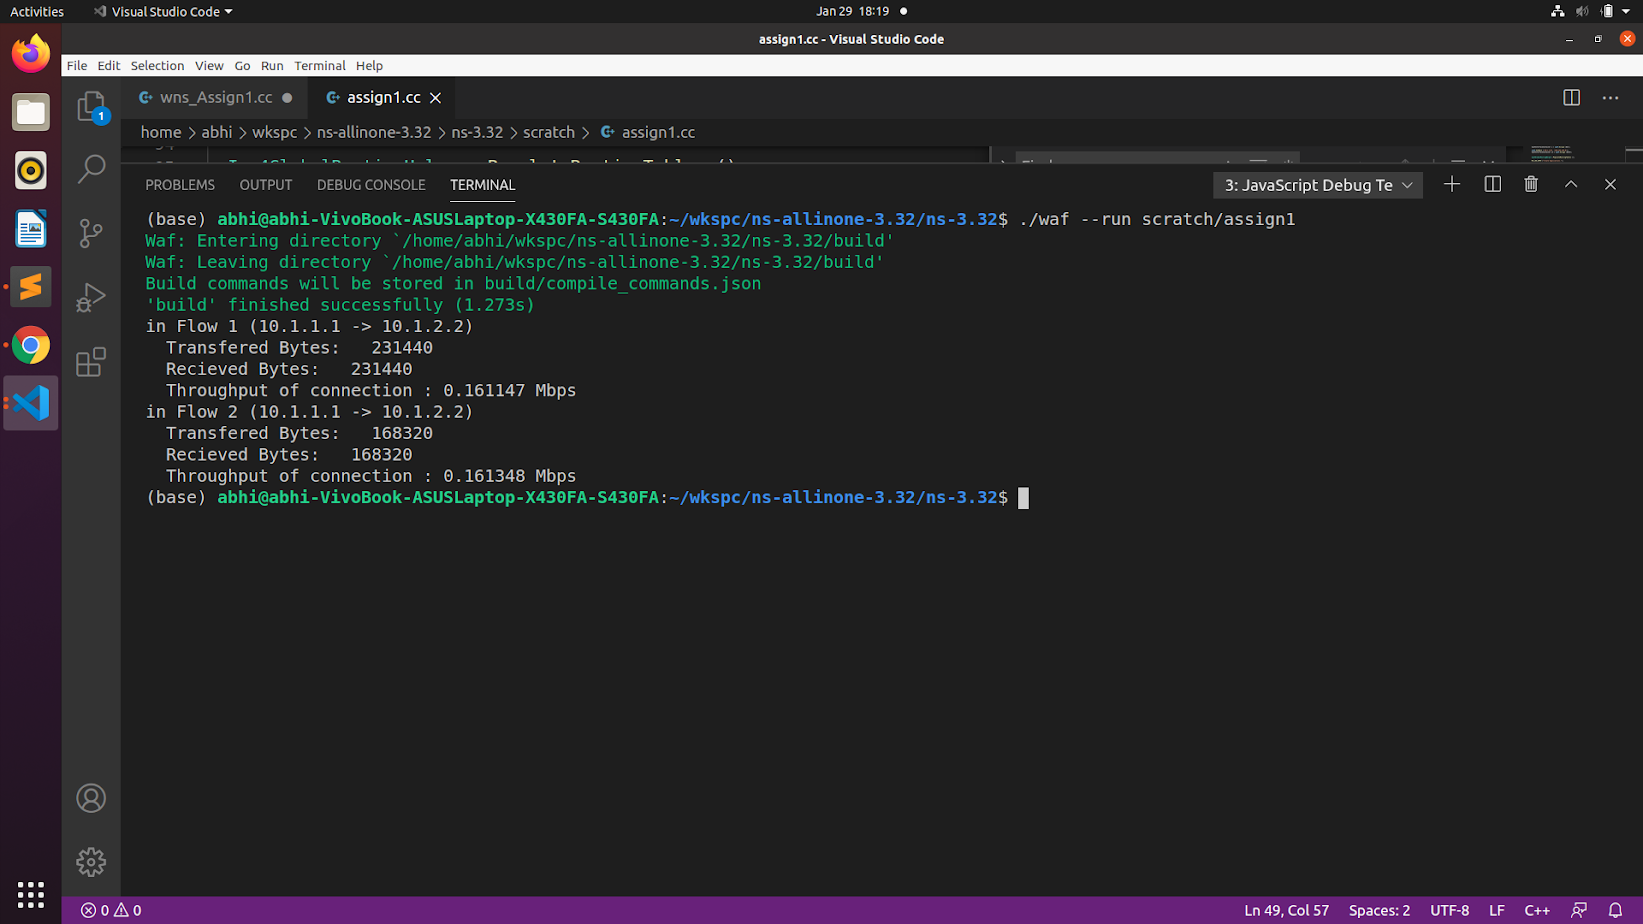 Activities Visual Studio Code Jan 29 18:19
assign1.cc - Visual Studio Code
File Edit Selection View Go Run Terminal Help
1
wns_Assign1.cc assign1.cc
home > abhi > wkspc > ns-allinone-3.32 > ns-3.32 > scratch > assign1.cc
PROBLEMS OUTPUT DEBUG CONSOLE TERMINAL 3: JavaScript Debug Te
(base) abhi@abhi-VivoBook-ASUSLaptop-X430FA-S430FA:~/wkspc/ns-allinone-3.32/ns-3.32$ ./waf --run scratch/assign1
Waf: Entering directory `/home/abhi/wkspc/ns-allinone-3.32/ns-3.32/build'
Waf: Leaving directory `/home/abhi/wkspc/ns-allinone-3.32/ns-3.32/build'
Build commands will be stored in build/compile_commands.json
'build' finished successfully (1.273s)
in Flow 1 (10.1.1.1 -> 10.1.2.2)
Transfered Bytes: 231440
Recieved Bytes: 231440
Throughput of connection : 0.161147 Mbps
in Flow 2 (10.1.1.1 -> 10.1.2.2)
Transfered Bytes: 168320
Recieved Bytes: 168320
Throughput of connection : 0.161348 Mbps
(base) abhi@abhi-VivoBook-ASUSLaptop-X430FA-S430FA:~/wkspc/ns-allinone-3.32/ns-3.32$
0 0 Ln 49, Col 57 Spaces: 2 UTF-8 LF C++